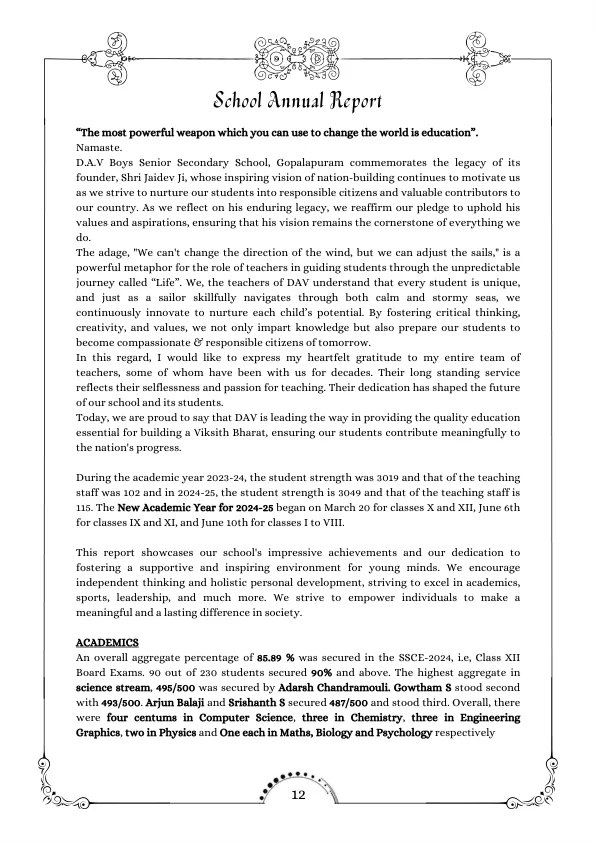 School Annual Report
“The most powerful weapon which you can use to change the world is education”.
Namaste.
D.A.V Boys Senior Secondary School, Gopalapuram commemorates the legacy of its
founder, Shri Jaidev Ji, whose inspiring vision of nation-building continues to motivate us
as we strive to nurture our students into responsible citizens and valuable contributors to
our country. As we reflect on his enduring legacy, we reaffirm our pledge to uphold his
values and aspirations, ensuring that his vision remains the cornerstone of everything we
do.
The adage, "We can't change the direction of the wind, but we can adjust the sails," is a
powerful metaphor for the role of teachers in guiding students through the unpredictable
journey called “Life”. We, the teachers of DAV understand that every student is unique,
and just as a sailor skillfully navigates through both calm and stormy seas, we
continuously innovate to nurture each child’s potential. By fostering critical thinking,
creativity, and values, we not only impart knowledge but also prepare our students to
become compassionate & responsible citizens of tomorrow.
In this regard, I would like to express my heartfelt gratitude to my entire team of
teachers, some of whom have been with us for decades. Their long standing service
reflects their selflessness and passion for teaching. Their dedication has shaped the future
of our school and its students.
Today, we are proud to say that DAV is leading the way in providing the quality education
essential for building a Viksith Bharat, ensuring our students contribute meaningfully to
the nation's progress.
During the academic year 2023-24, the student strength was 3019 and that of the teaching
staff was 102 and in 2024-25, the student strength is 3049 and that of the teaching staff is
115. The New Academic Year for 2024-25 began on March 20 for classes X and XII, June 6th
for classes IX and XI, and June 10th for classes I to VIII.
This report showcases our school's impressive achievements and our dedication to
fostering a supportive and inspiring environment for young minds. We encourage
independent thinking and holistic personal development, striving to excel in academics,
sports, leadership, and much more. We strive to empower individuals to make a
meaningful and a lasting difference in society.
ACADEMICS
An overall aggregate percentage of 85.89 % was secured in the SSCE-2024, i.e, Class XII
Board Exams. 90 out of 230 students secured 90% and above. The highest aggregate in
science stream, 495/500 was secured by Adarsh Chandramouli. Gowtham S stood second
with 493/500. Arjun Balaji and Srishanth S secured 487/500 and stood third. Overall, there
were four centums in Computer Science, three in Chemistry, three in Engineering
Graphics, two in Physics and One each in Maths, Biology and Psychology respectively
12